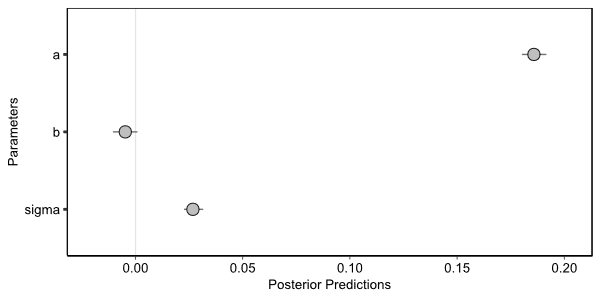 Parameters
a
b
sigma
0.00 0.05 0.10 0.15 0.20
Posterior Predictions